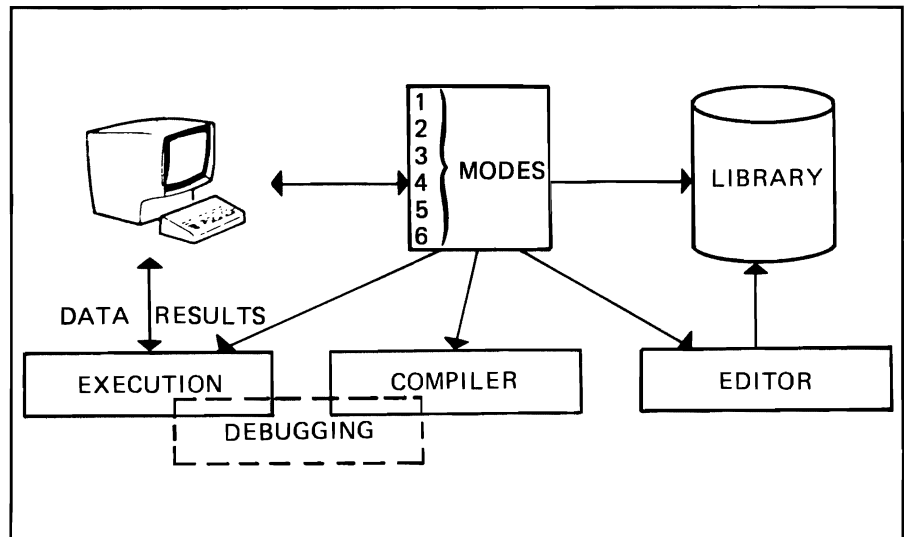 1
2
3
4
5
6
MODES
LIBRARY
DATA RESULTS
EXECUTION
COMPILER
EDITOR
DEBUGGING